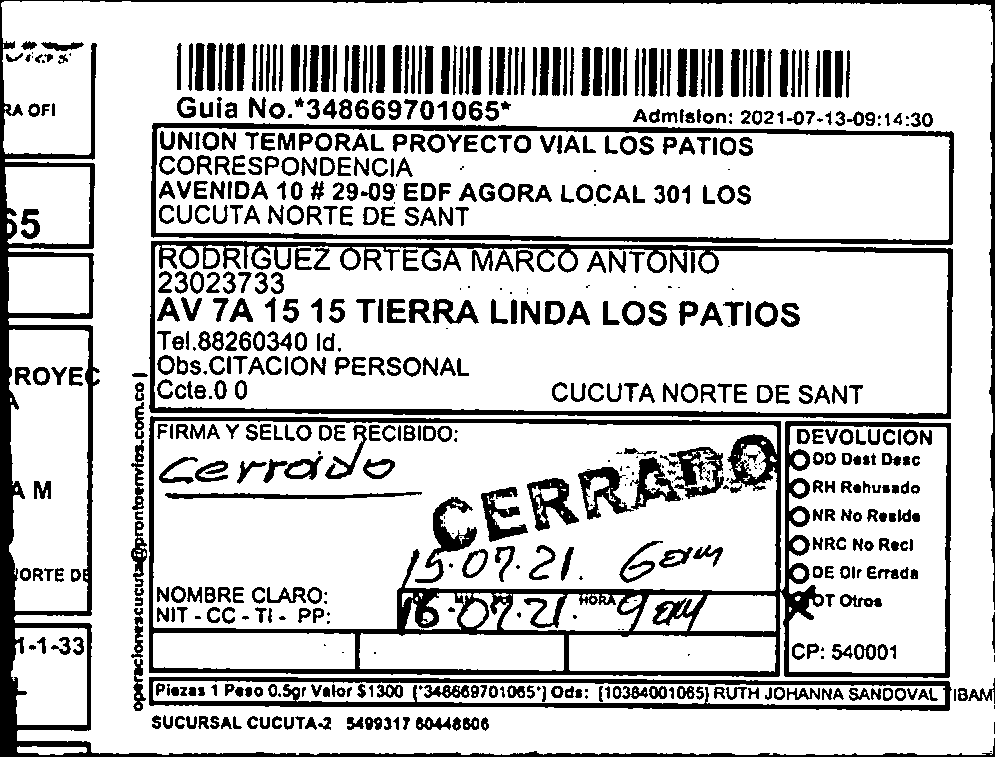 RA OFI
65
PROYEC
A
A M
NORTE DE
1-1-33
Guia No.*348669701065*
Admision: 2021-07-13-09:14:30
UNION TEMPORAL PROYECTO VIAL LOS PATIOS
CORRESPONDENCIA
AVENIDA 10 # 29-09 EDF AGORA LOCAL 301 LOS
CUCUTA NORTE DE SANT
RODRIGUEZ ORTEGA MARCO ANTONIO
23023733
AV 7A 15 15 TIERRA LINDA LOS PATIOS
Tel.88260340 Id.
Obs.CITACION PERSONAL
Ccte.0 0 CUCUTA NORTE DE SANT
operacionescucuta@prontoenvios.com.co |
FIRMA Y SELLO DE RECIBIDO:
Cerrado
CERRADO
15.07.21.
NOMBRE CLARO:
NIT - CC - TI - PP:
HORA
16.07.21. 9am
DEVOLUCION
DD Dest Desc
RH Rehusado
NR No Reside
NRC No Recl
DE Dir Errada
OT Otros
CP: 540001
Piezas 1 Peso 0.5gr Valor $1300 (*348669701065*) Ods: [10384001065] RUTH JOHANNA SANDOVAL TIBAM
SUCURSAL CUCUTA-2 5499317 60448606